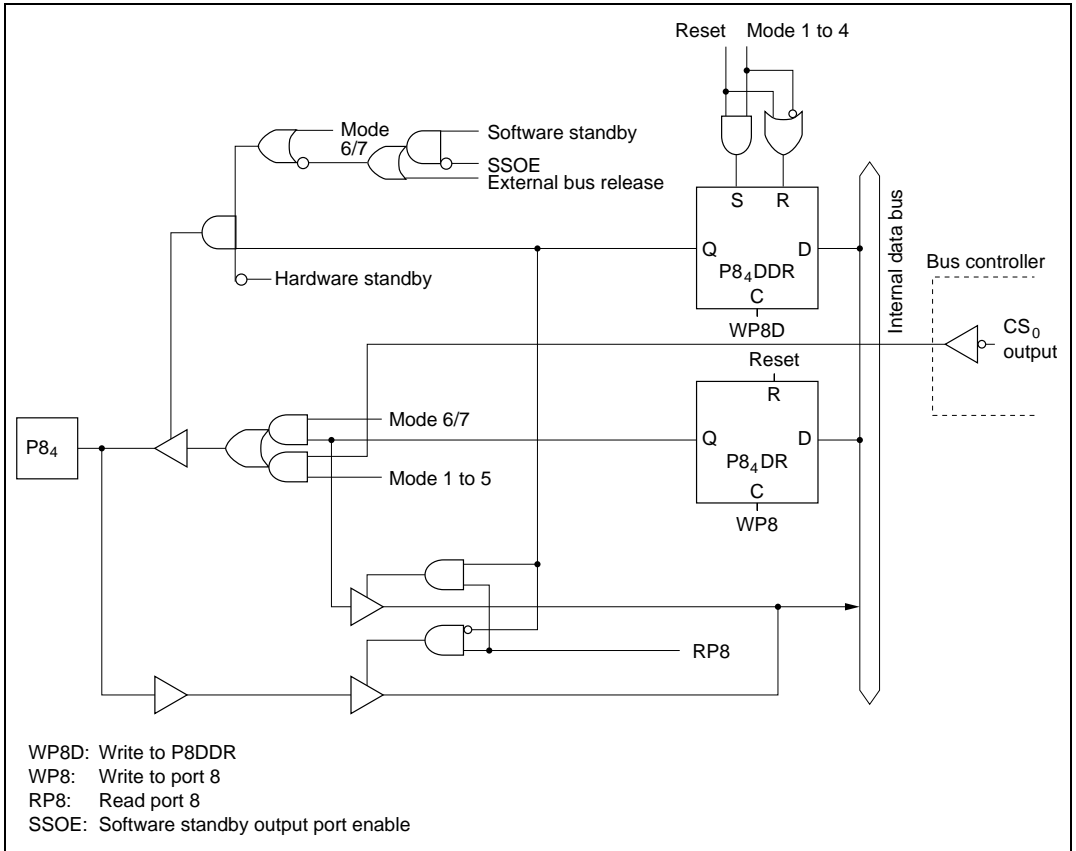 Reset Mode 1 to 4
Mode
6/7
Software standby
SSOE
External bus release
S R
Q D
P8₄DDR
C
WP8D
Hardware standby
Internal data bus
Bus controller
CS₀
output
Reset
R
Q D
P8₄DR
C
WP8
Mode 6/7
P8₄
Mode 1 to 5
RP8
WP8D: Write to P8DDR
WP8: Write to port 8
RP8: Read port 8
SSOE: Software standby output port enable